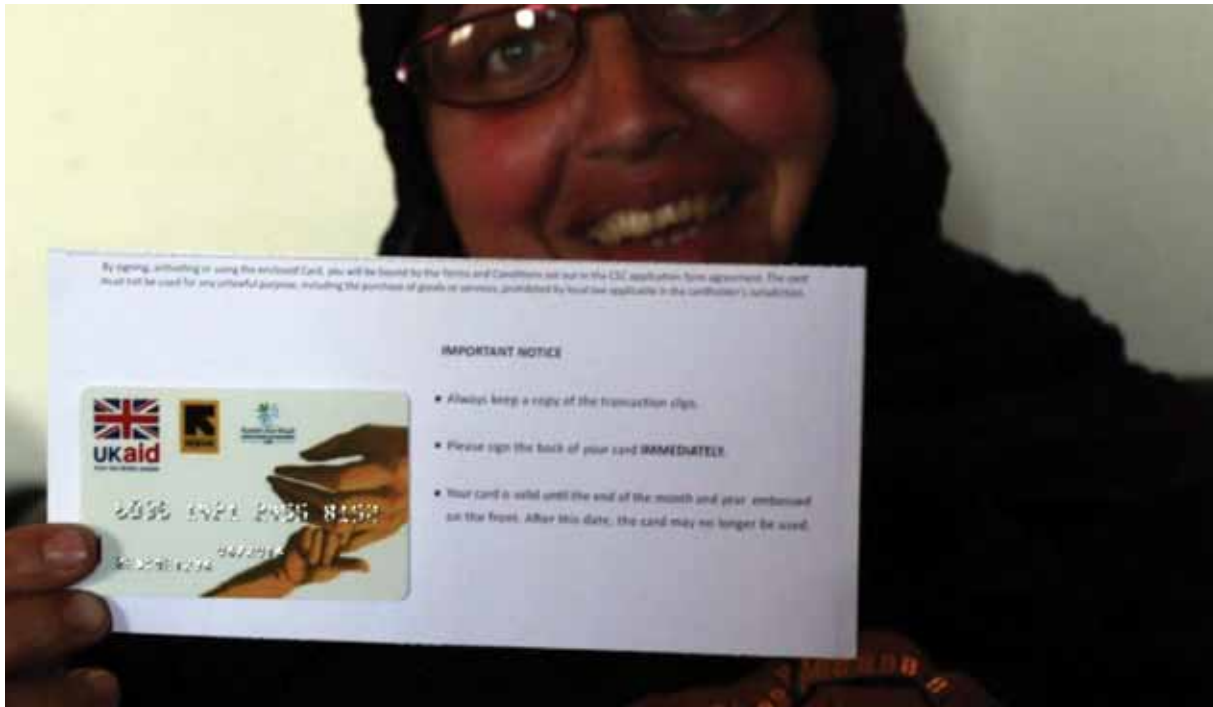 By signing, activating or using the enclosed Card, you will be bound by the Terms and Conditions set out in the CSC application form agreement. The card
must not be used for any unlawful purpose, including the purchase of goods or services, prohibited by local law applicable in the cardholder's Jurisdiction.
IMPORTANT NOTICE
• Always keep a copy of the transaction slips.
• Please sign the back of your card IMMEDIATELY.
• Your card is valid until the end of the month and year embossed
on the front. After this date, the card may no longer be used.
UKaid